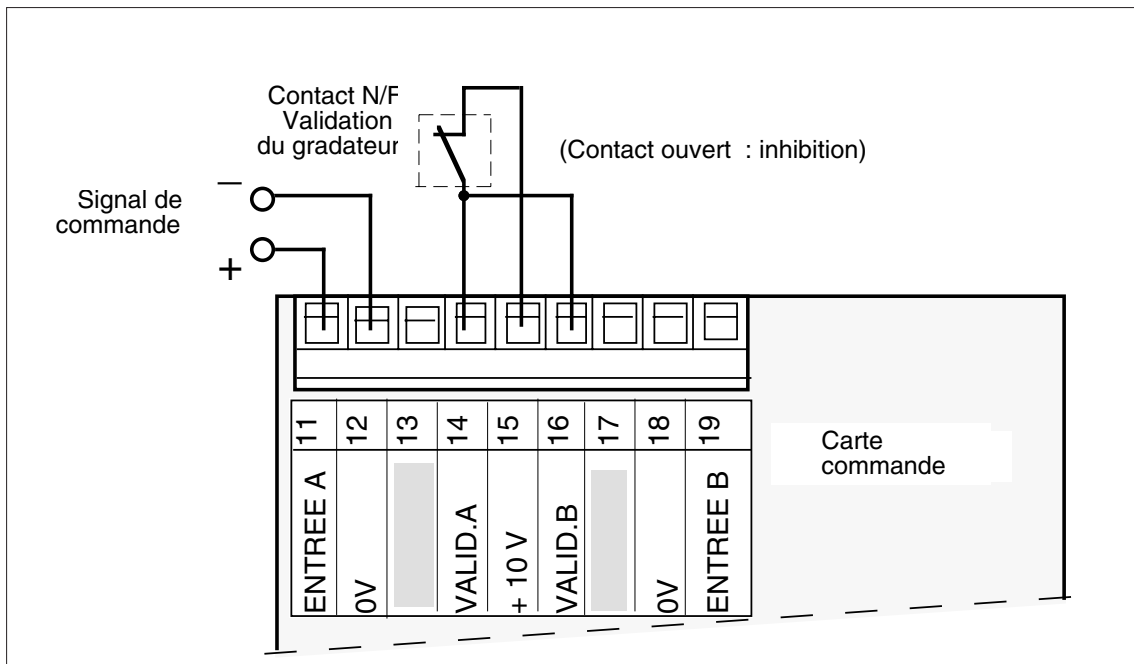 Contact N/F
Validation
du gradateur
(Contact ouvert : inhibition)
Signal de
commande
−
+
11
12
13
14
15
16
17
18
19
ENTREE A
0V
VALID.A
+ 10 V
VALID.B
0V
ENTREE B
Carte
commande